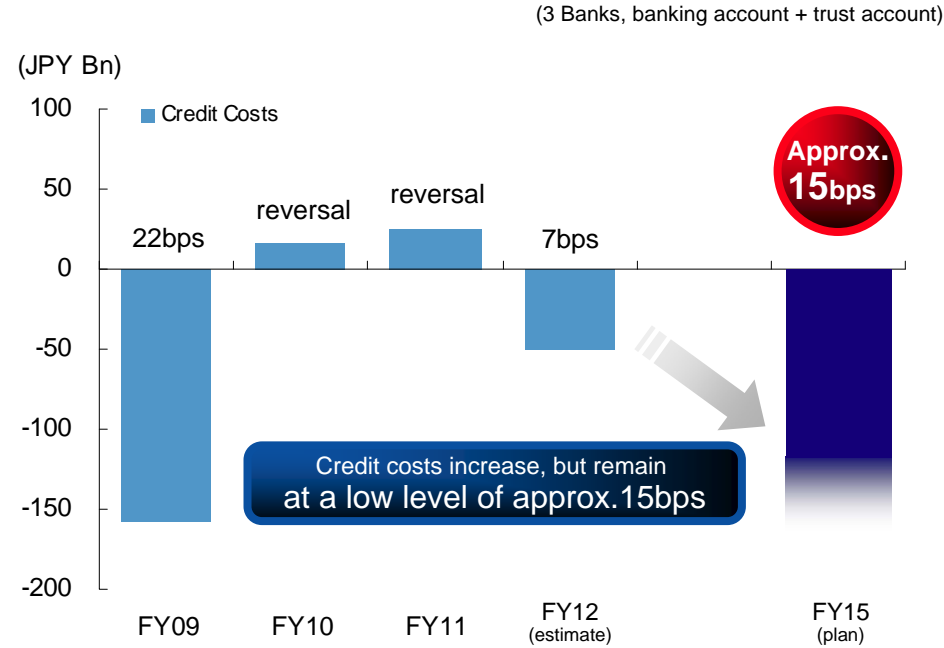 (3 Banks, banking account + trust account)
(JPY Bn)
100
Credit Costs
Approx.
15bps
50
reversal
reversal
22bps
7bps
0
-50
-100
Credit costs increase, but remain
at a low level of approx.15bps
-150
-200
FY09
FY10
FY11
FY12
(estimate)
FY15
(plan)